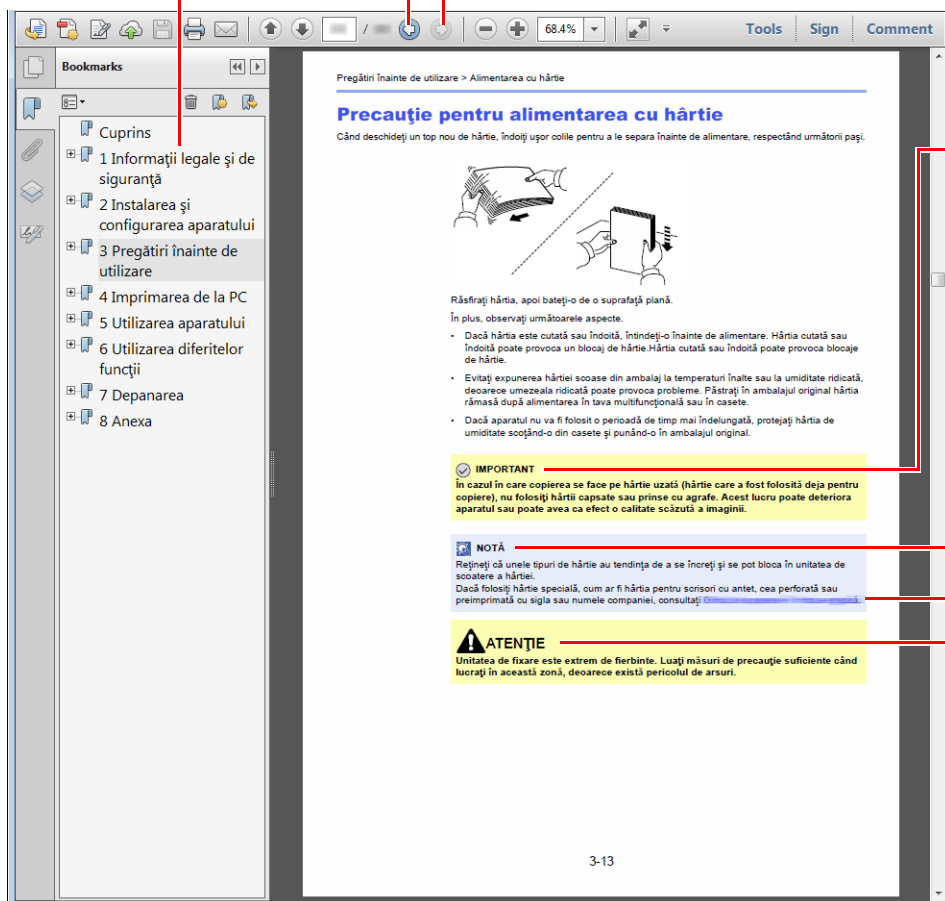 /
68.4%
Tools
Sign
Comment
Bookmarks
Cuprins
1 Informaţii legale şi de
siguranţă
2 Instalarea şi
configurarea aparatului
3 Pregătiri înainte de
utilizare
4 Imprimarea de la PC
5 Utilizarea aparatului
6 Utilizarea diferitelor
funcţii
7 Depanarea
8 Anexa
Pregătiri înainte de utilizare > Alimentarea cu hârtie
Precauţie pentru alimentarea cu hârtie
Când deschideţi un top nou de hârtie, îndoiţi uşor colile pentru a le separa înainte de alimentare, respectând următorii paşi.
Răsfiraţi hârtia, apoi bateţi-o de o suprafaţă plană.
În plus, observaţi următoarele aspecte.
• Dacă hârtia este cutată sau îndoită, întindeţi-o înainte de alimentare. Hârtia cutată sau
îndoită poate provoca un blocaj de hârtie.Hârtia cutată sau îndoită poate provoca blocaje
de hârtie.
• Evitaţi expunerea hârtiei scoase din ambalaj la temperaturi înalte sau la umiditate ridicată,
deoarece umezeala ridicată poate provoca probleme. Păstraţi în ambalajul original hârtia
rămasă după alimentarea în tava multifuncţională sau în casete.
• Dacă aparatul nu va fi folosit o perioadă de timp mai îndelungată, protejaţi hârtia de
umiditate scoţând-o din casete şi punând-o în ambalajul original.
IMPORTANT
În cazul în care copierea se face pe hârtie uzată (hârtie care a fost folosită deja pentru
copiere), nu folosiţi hârtii capsate sau prinse cu agrafe. Acest lucru poate deteriora
aparatul sau poate avea ca efect o calitate scăzută a imaginii.
NOTĂ
Reţineţi că unele tipuri de hârtie au tendinţa de a se încreţi şi se pot bloca în unitatea de
scoatere a hârtiei.
Dacă folosiţi hârtie specială, cum ar fi hârtia pentru scrisori cu antet, cea perforată sau
preimprimată cu sigla sau numele companiei, consultaţi
ATENŢIE
Unitatea de fixare este extrem de fierbinte. Luaţi măsuri de precauţie suficiente când
lucraţi în această zonă, deoarece există pericolul de arsuri.
3-13